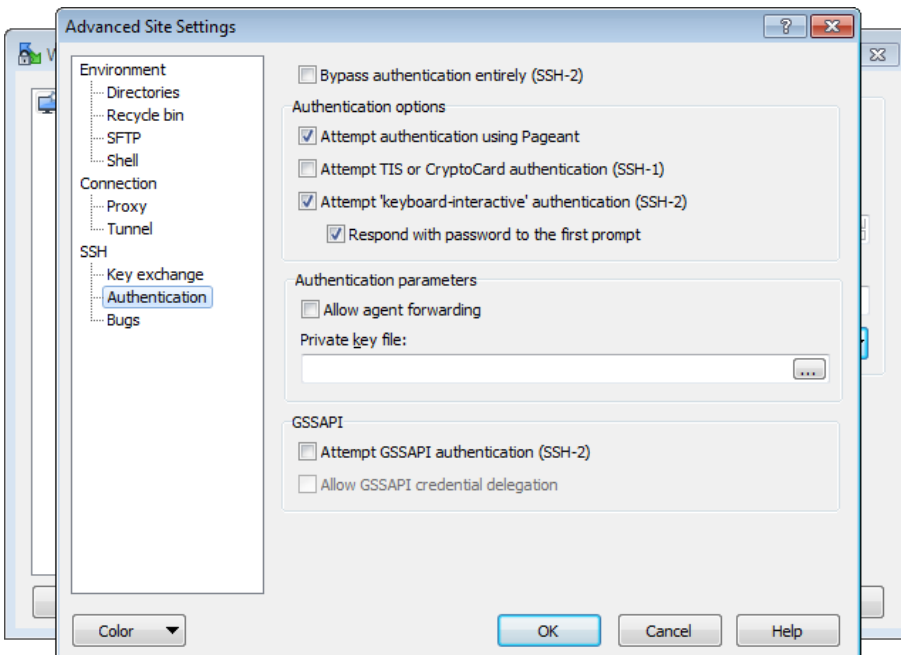 Advanced Site Settings
Environment
Directories
Recycle bin
SFTP
Shell
Connection
Proxy
Tunnel
SSH
Key exchange
Authentication
Bugs
Bypass authentication entirely (SSH-2)
Authentication options
Attempt authentication using Pageant
Attempt TIS or CryptoCard authentication (SSH-1)
Attempt 'keyboard-interactive' authentication (SSH-2)
Respond with password to the first prompt
Authentication parameters
Allow agent forwarding
Private key file:
...
GSSAPI
Attempt GSSAPI authentication (SSH-2)
Allow GSSAPI credential delegation
Color
OK
Cancel
Help